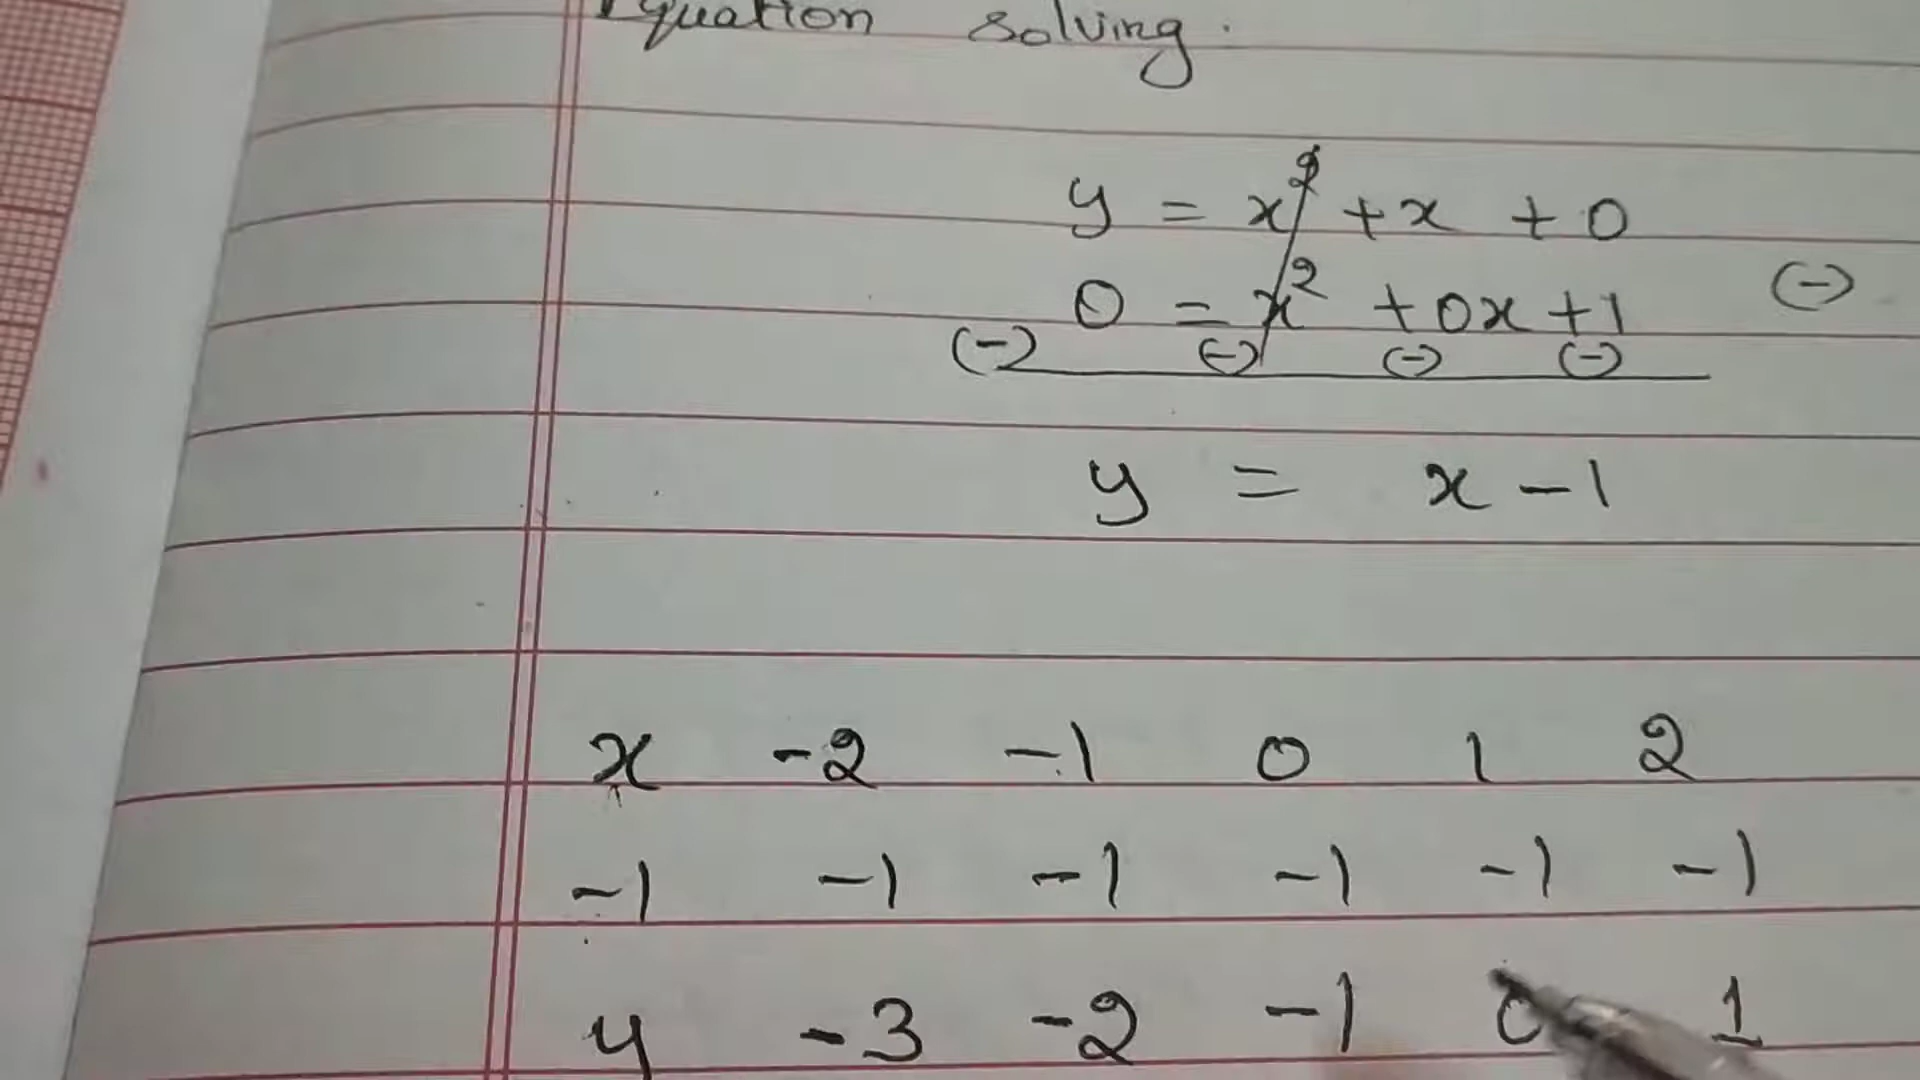 Equation solving.
y = x² + x + 0
0 = x² + 0x + 1 (-)
(-) (-) (-) (-)
y = x - 1
x -2 -1 0 1 2
-1 -1 -1 -1 -1 -1
y -3 -2 -1 0 1